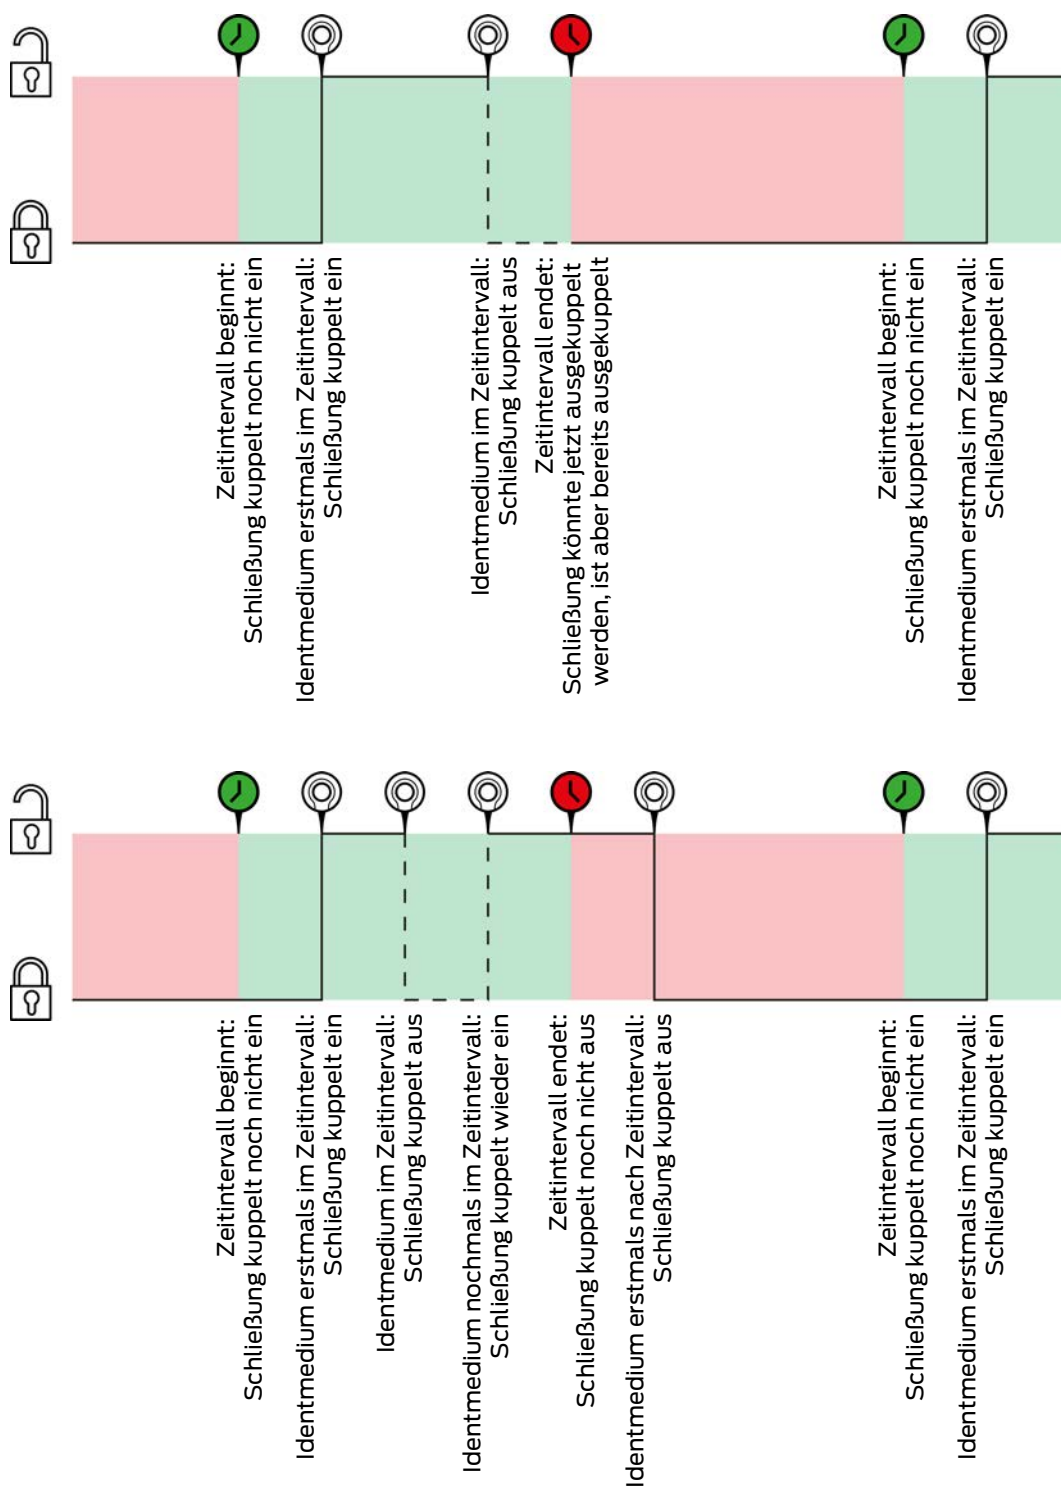 Zeitintervall beginnt:
Schließung kuppelt noch nicht ein
Identmedium erstmals im Zeitintervall:
Schließung kuppelt ein
Identmedium im Zeitintervall:
Schließung kuppelt aus
Zeitintervall endet:
Schließung könnte jetzt ausgekuppelt
werden, ist aber bereits ausgekuppelt
Zeitintervall beginnt:
Schließung kuppelt noch nicht ein
Identmedium erstmals im Zeitintervall:
Schließung kuppelt ein
Zeitintervall beginnt:
Schließung kuppelt noch nicht ein
Identmedium erstmals im Zeitintervall:
Schließung kuppelt ein
Identmedium im Zeitintervall:
Schließung kuppelt aus
Identmedium nochmals im Zeitintervall:
Schließung kuppelt wieder ein
Zeitintervall endet:
Schließung kuppelt noch nicht aus
Identmedium erstmals nach Zeitintervall:
Schließung kuppelt aus
Zeitintervall beginnt:
Schließung kuppelt noch nicht ein
Identmedium erstmals im Zeitintervall:
Schließung kuppelt ein